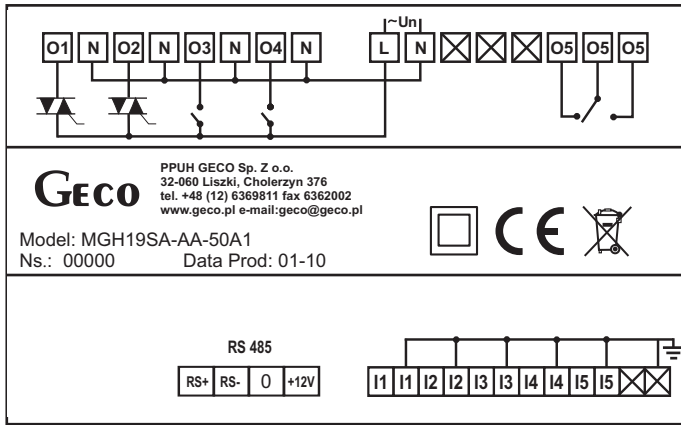 ~Un
O1 N O2 N O3 N O4 N L N O5 O5 O5
GECO
PPUH GECO Sp. Z o.o.
32-060 Liszki, Cholerzyn 376
tel. +48 (12) 6369811 fax 6362002
www.geco.pl e-mail:geco@geco.pl
Model: MGH19SA-AA-50A1
Ns.: 00000 Data Prod: 01-10
CE
RS 485
RS+ RS- 0 +12V
I1 I1 I2 I2 I3 I3 I4 I4 I5 I5